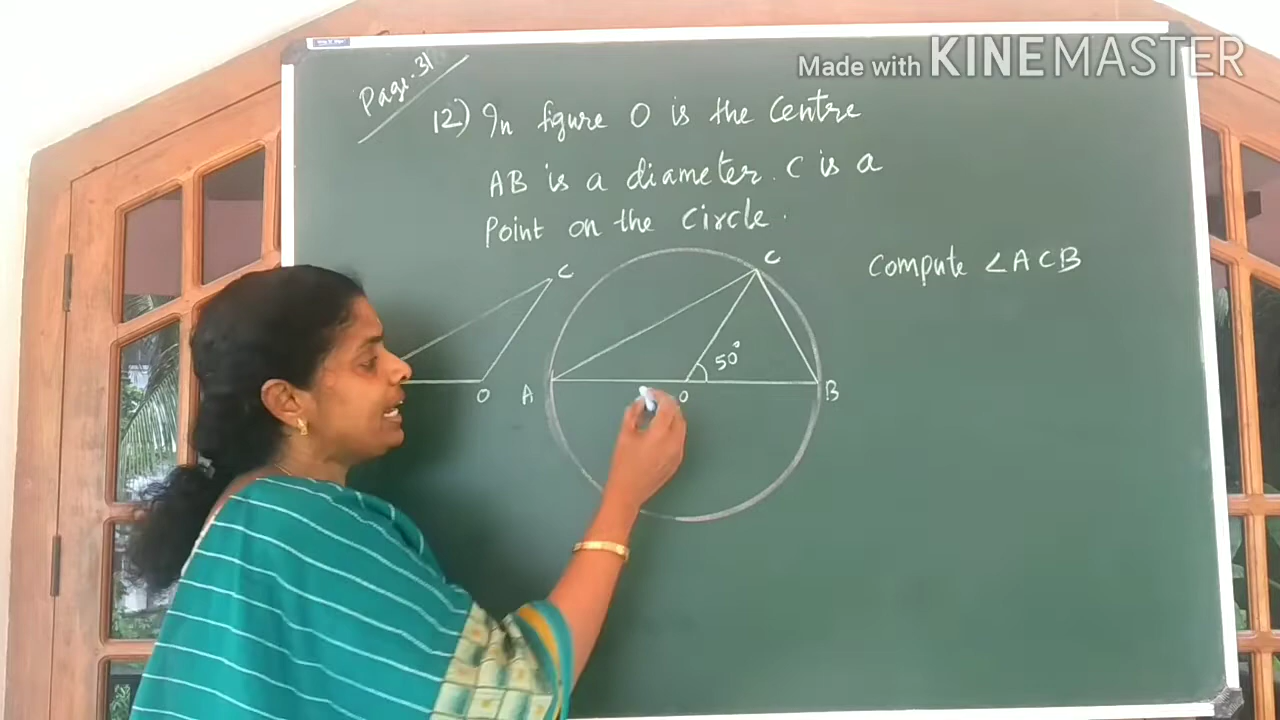 Made with KINEMASTER
Page-31
12) In figure O is the centre
AB is a diameter. C is a
Point on the circle.
Compute ∠ACB
C
O
C
50°
A
O
B